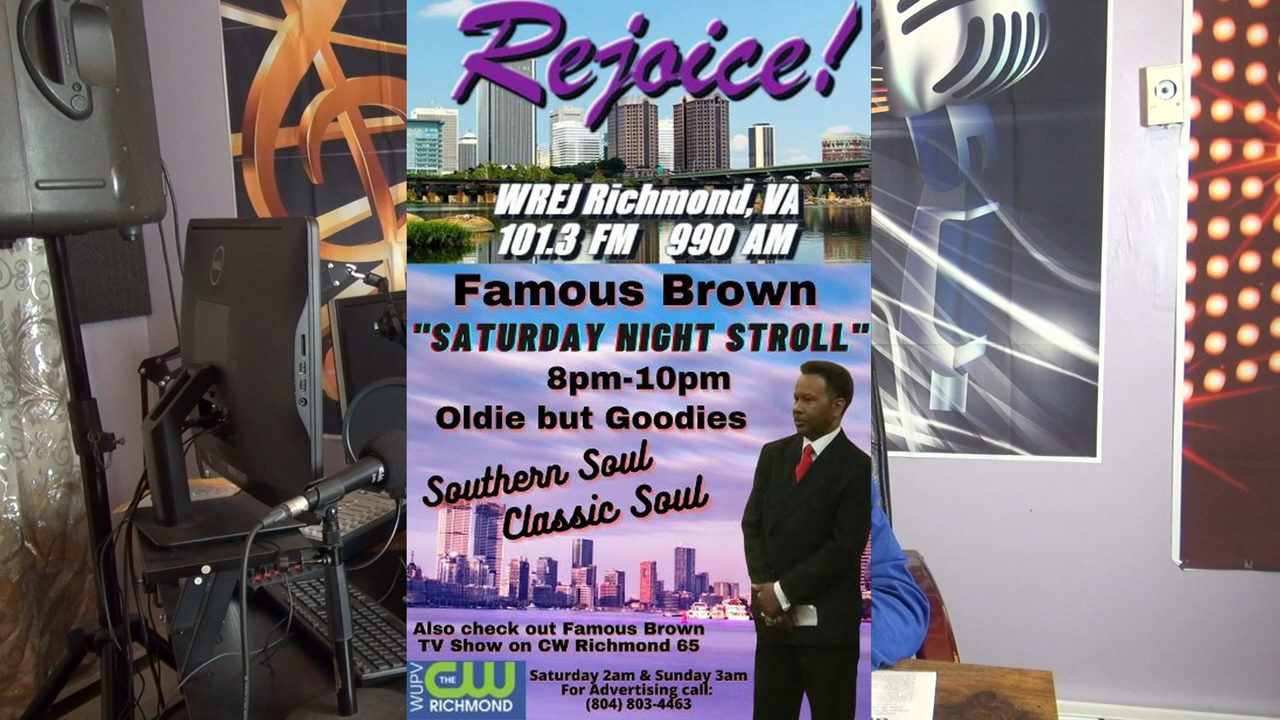 Rejoice!
WREJ Richmond, VA
101.3 FM 990 AM
Famous Brown
"SATURDAY NIGHT STROLL"
8pm-10pm
Oldie but Goodies
Southern Soul
Classic Soul
Also check out Famous Brown
TV Show on CW Richmond 65
WUPV
THE CW
RICHMOND
Saturday 2am & Sunday 3am
For Advertising call:
(804) 803-4463